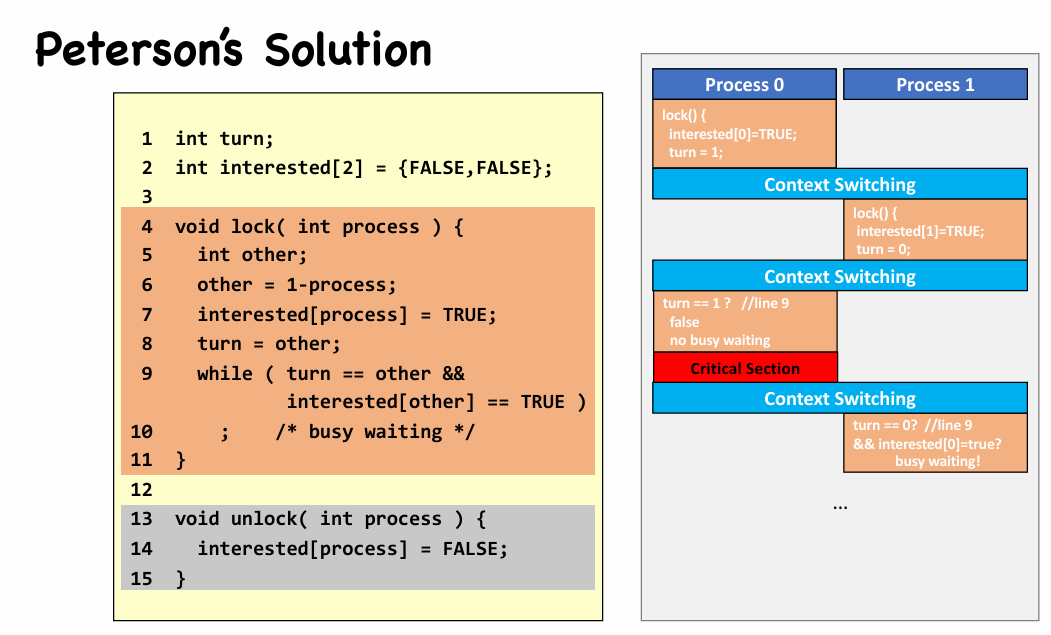 Peterson's Solution
1 int turn;
2 int interested[2] = {FALSE,FALSE};
3
4 void lock( int process ) {
5 int other;
6 other = 1-process;
7 interested[process] = TRUE;
8 turn = other;
9 while ( turn == other &&
interested[other] == TRUE )
10 ; /* busy waiting */
11 }
12
13 void unlock( int process ) {
14 interested[process] = FALSE;
15 }
Process 0 Process 1
lock() {
interested[0]=TRUE;
turn = 1;
Context Switching
lock() {
interested[1]=TRUE;
turn = 0;
Context Switching
turn == 1 ? //line 9
false
no busy waiting
Critical Section
Context Switching
turn == 0? //line 9
&& interested[0]=true?
busy waiting!
...